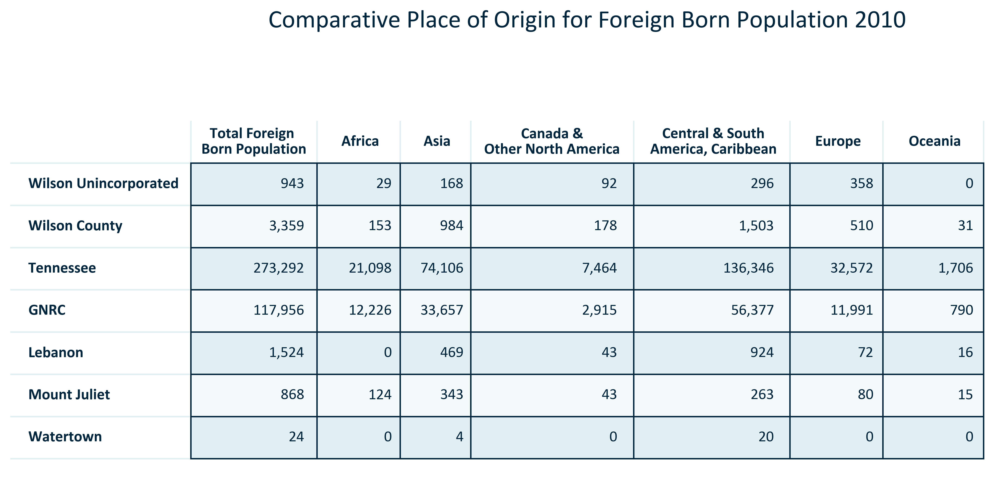 Comparative Place of Origin for Foreign Born Population 2010
Total Foreign Born Population Africa Asia Canada & Other North America Central & South America, Caribbean Europe Oceania
Wilson Unincorporated 943 29 168 92 296 358 0
Wilson County 3,359 153 984 178 1,503 510 31
Tennessee 273,292 21,098 74,106 7,464 136,346 32,572 1,706
GNRC 117,956 12,226 33,657 2,915 56,377 11,991 790
Lebanon 1,524 0 469 43 924 72 16
Mount Juliet 868 124 343 43 263 80 15
Watertown 24 0 4 0 20 0 0